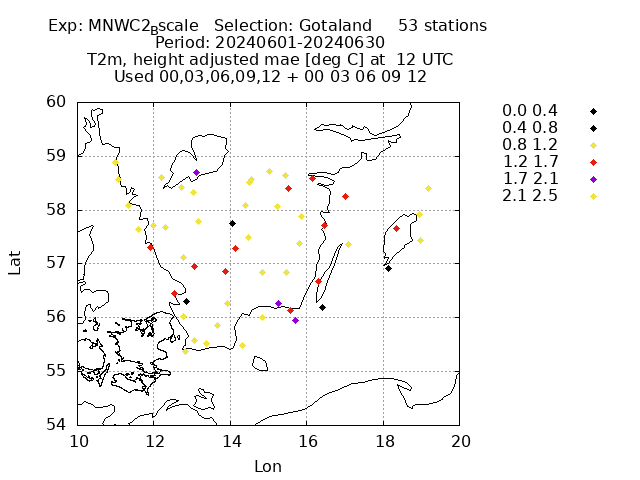 Exp: MNWC2BScale   Selection: Gotaland     53 stations
Period: 20240601-20240630
T2m, height adjusted mae [deg C] at  12 UTC
Used 00,03,06,09,12 + 00 03 06 09 12
60
59
58
57
56
55
54
10 12 14 16 18 20
Lat
Lon
0.0 0.4
0.4 0.8
0.8 1.2
1.2 1.7
1.7 2.1
2.1 2.5